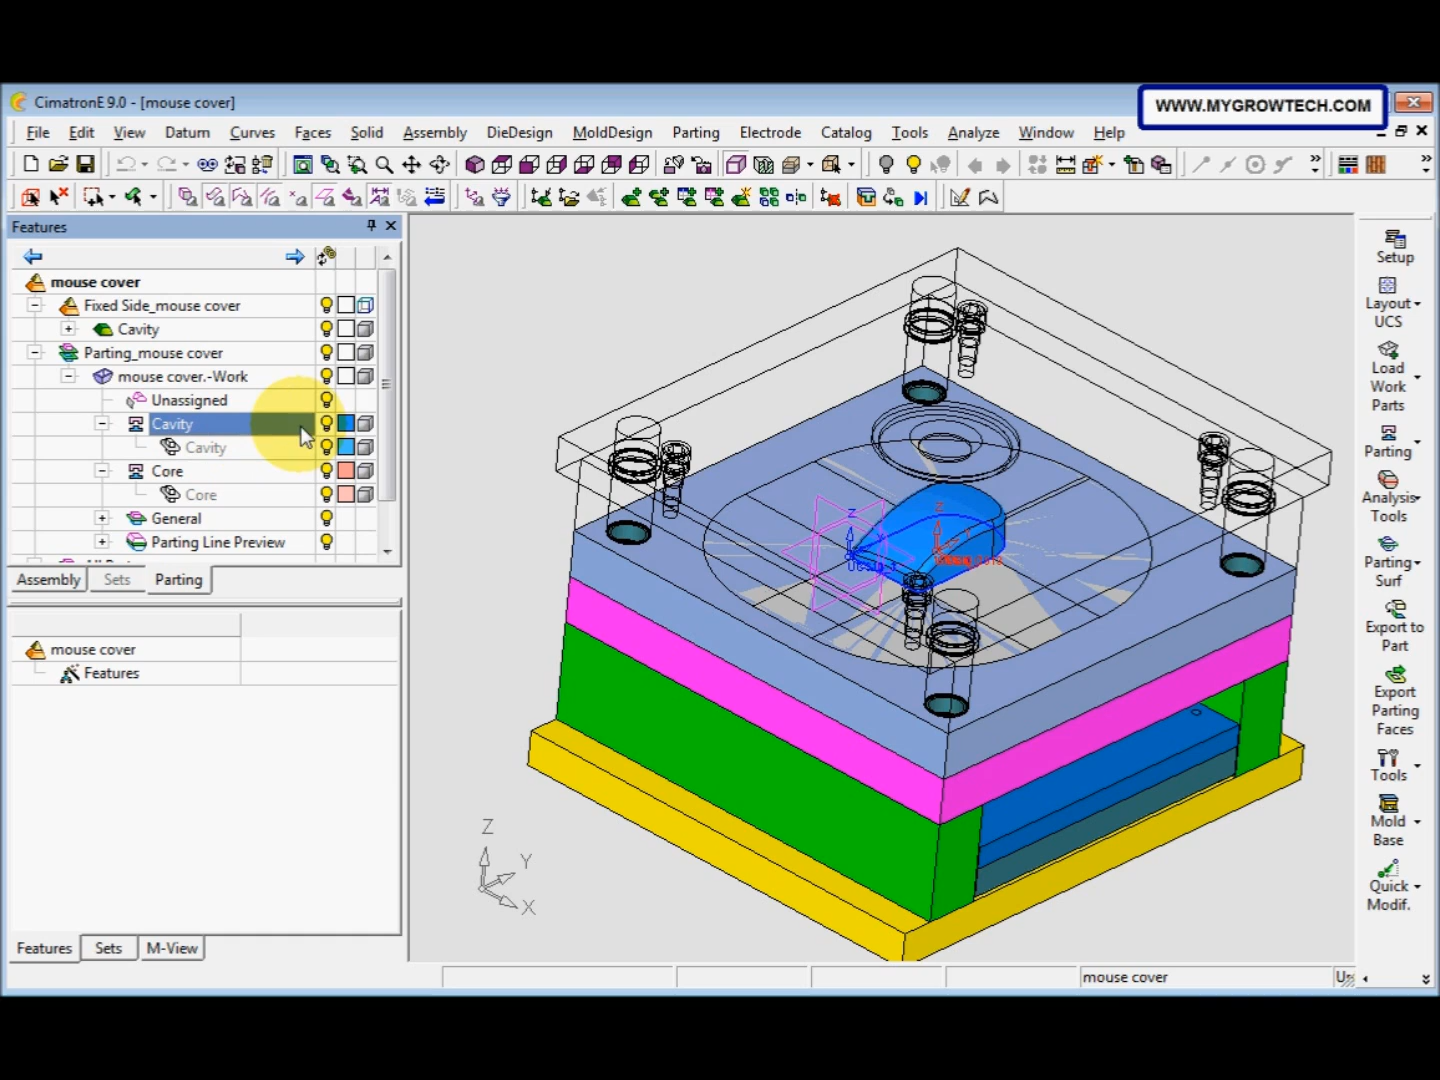 CimatronE 9.0 - [mouse cover]
WWW.MYGROWTECH.COM
File Edit View Datum Curves Faces Solid Assembly DieDesign MoldDesign Parting Electrode Catalog Tools Analyze Window Help
Features
mouse cover
Fixed Side_mouse cover
Cavity
Parting_mouse cover
mouse cover.-Work
Unassigned
Cavity
Cavity
Core
Core
General
Parting Line Preview
Assembly Sets Parting
mouse cover
Features
Features Sets M-View
Z
Z
Z
Y
X
Setup
Layout
UCS
Load
Work
Parts
Parting
Analysis
Tools
Parting
Surf
Export to
Part
Export
Parting
Faces
Tools
Mold
Base
Quick
Modif.
mouse cover